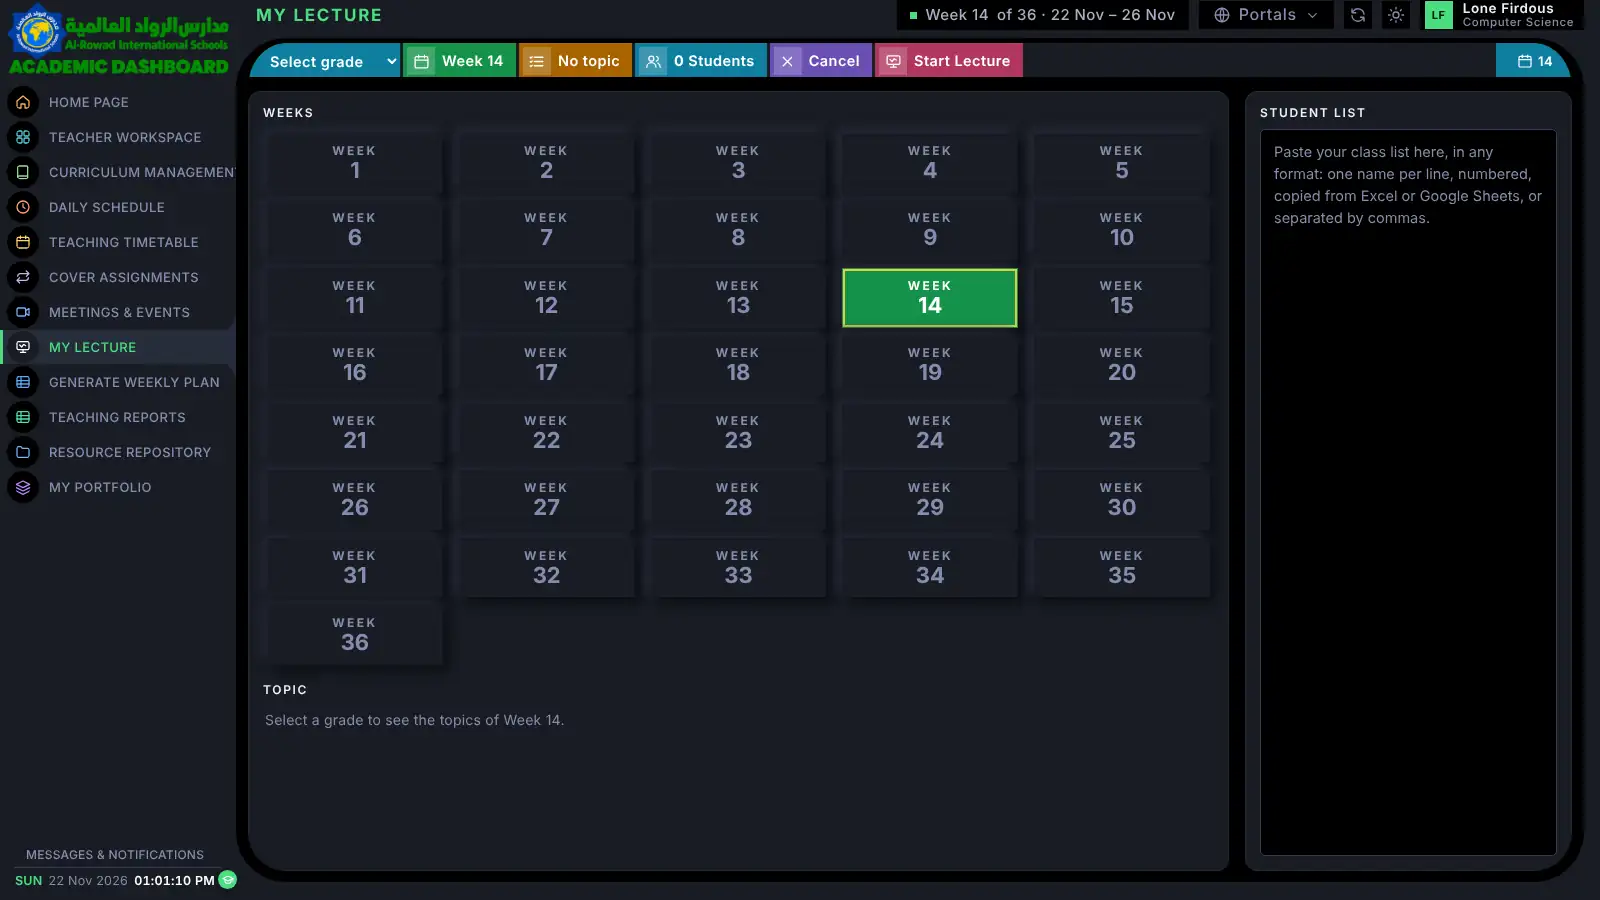 مدارس الرواد العالمية
Al-Rowad International Schools
ACADEMIC DASHBOARD
HOME PAGE
TEACHER WORKSPACE
CURRICULUM MANAGEMEN
DAILY SCHEDULE
TEACHING TIMETABLE
COVER ASSIGNMENTS
MEETINGS & EVENTS
MY LECTURE
GENERATE WEEKLY PLAN
TEACHING REPORTS
RESOURCE REPOSITORY
MY PORTFOLIO
MESSAGES & NOTIFICATIONS
SUN 22 Nov 2026 01:01:10 PM
MY LECTURE
Week 14 of 36 · 22 Nov – 26 Nov
Portals
LF
Lone Firdous
Computer Science
Select grade
Week 14
No topic
0 Students
Cancel
Start Lecture
14
WEEKS
WEEK
1
WEEK
2
WEEK
3
WEEK
4
WEEK
5
WEEK
6
WEEK
7
WEEK
8
WEEK
9
WEEK
10
WEEK
11
WEEK
12
WEEK
13
WEEK
14
WEEK
15
WEEK
16
WEEK
17
WEEK
18
WEEK
19
WEEK
20
WEEK
21
WEEK
22
WEEK
23
WEEK
24
WEEK
25
WEEK
26
WEEK
27
WEEK
28
WEEK
29
WEEK
30
WEEK
31
WEEK
32
WEEK
33
WEEK
34
WEEK
35
WEEK
36
TOPIC
Select a grade to see the topics of Week 14.
STUDENT LIST
Paste your class list here, in any
format: one name per line, numbered,
copied from Excel or Google Sheets, or
separated by commas.